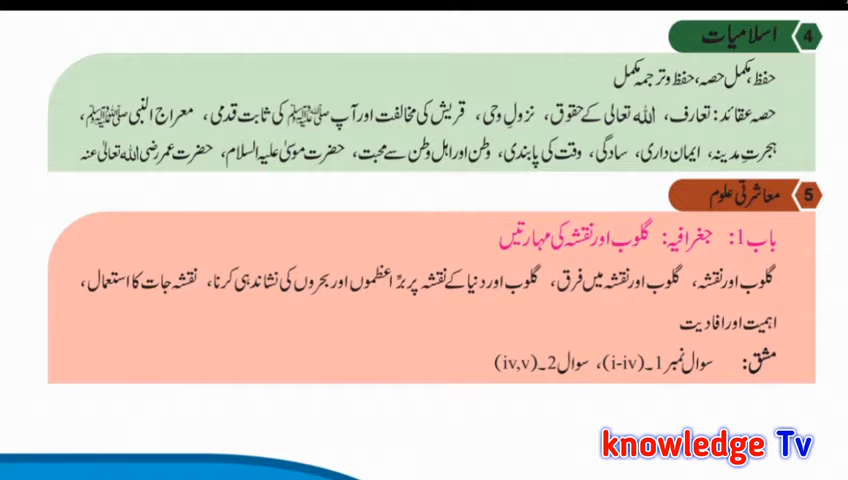 4 اسلامیات
حفظ، مکمل حصہ، حفظ و ترجمہ مکمل
حصہ عقائد: تعارف، اللہ تعالیٰ کے حقوق، نزولِ وحی، قریش کی مخالفت اور آپ ﷺ کی ثابت قدمی، معراج النبی ﷺ،
ہجرتِ مدینہ، ایمان داری، سادگی، وقت کی پابندی، وطن اور اہل وطن سے محبت، حضرت موسیٰ علیہ السلام، حضرت عمر رضی اللہ تعالیٰ عنہ
5 معاشرتی علوم
باب 1: جغرافیہ: گلوب اور نقشہ کی مہارتیں
گلوب اور نقشہ، گلوب اور نقشہ میں فرق، گلوب اور دنیا کے نقشہ پر برِّ اعظموں اور بحروں کی نشاندہی کرنا، نقشہ جات کا استعمال،
اہمیت اور افادیت
مشق: سوال نمبر 1۔(i-iv)، سوال 2۔(iv,v)
knowledge Tv